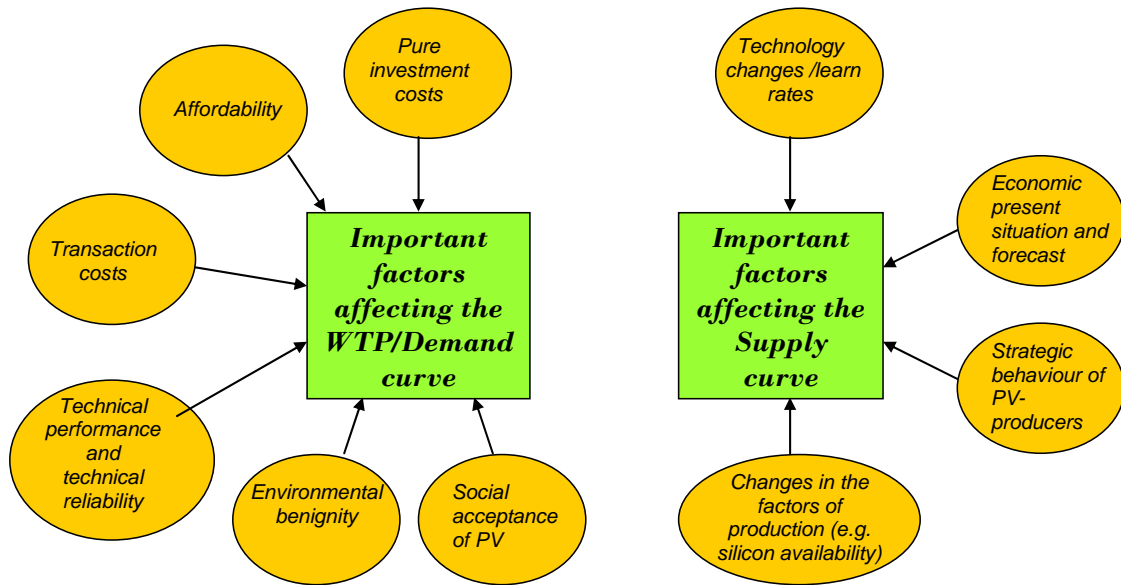 Pure
investment
costs
Affordability
Transaction
costs
Technical
performance
and
technical
reliability
Environmental
benignity
Social
acceptance
of PV
Important
factors
affecting the
WTP/Demand
curve
Technology
changes /learn
rates
Economic
present
situation and
forecast
Strategic
behaviour of
PV-
producers
Changes in the
factors of
production (e.g.
silicon availability)
Important
factors
affecting the
Supply
curve